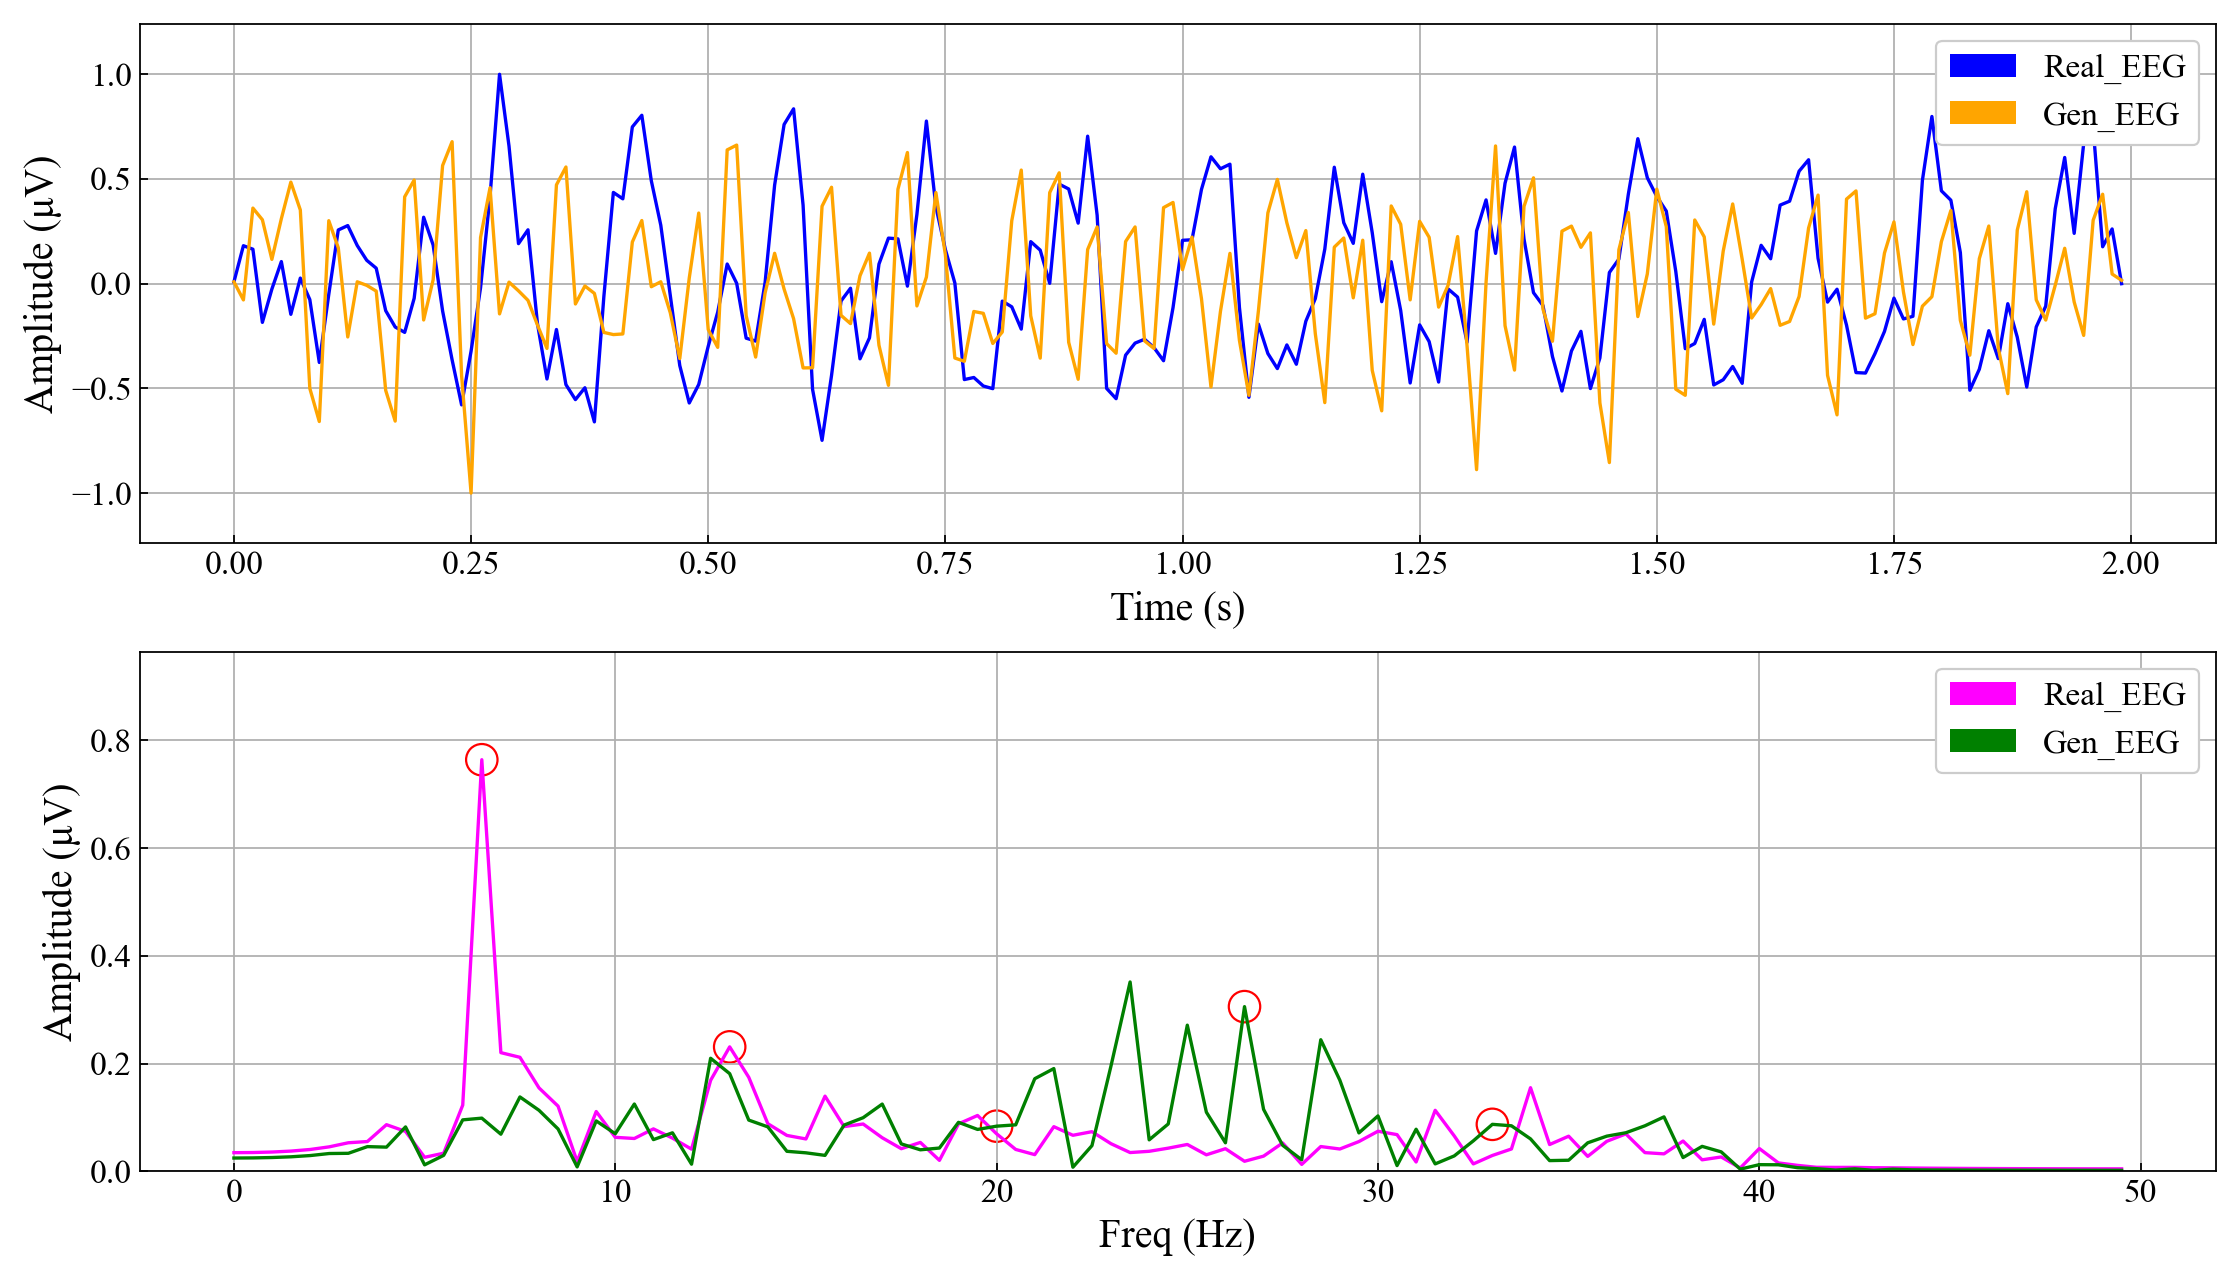 Real_EEG
Gen_EEG
1.0
0.5
0.0
−0.5
−1.0
Amplitude (μV)
0.00 0.25 0.50 0.75 1.00 1.25 1.50 1.75 2.00
Time (s)
Real_EEG
Gen_EEG
0.8
0.6
0.4
0.2
0.0
Amplitude (μV)
0 10 20 30 40 50
Freq (Hz)